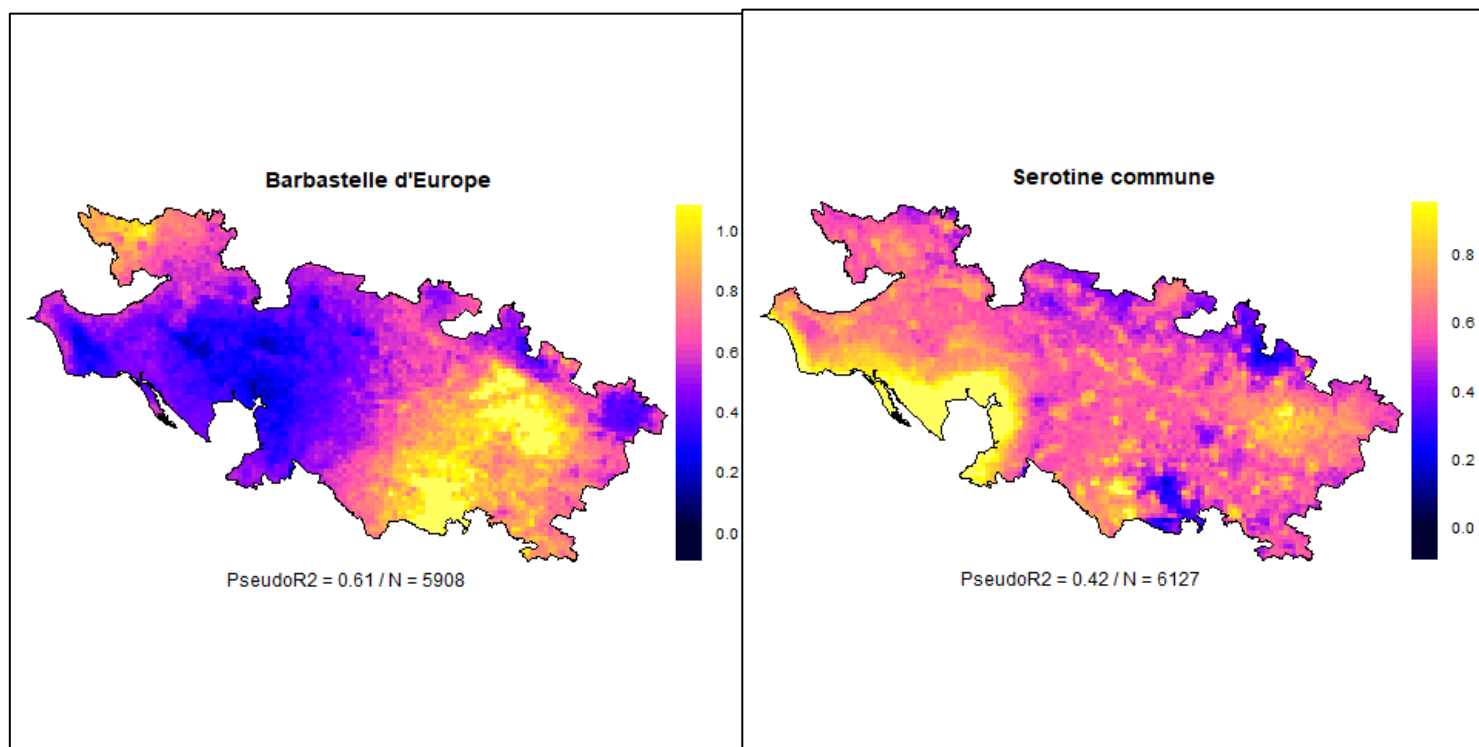 Barbastelle d'Europe
1.0
0.8
0.6
0.4
0.2
0.0
PseudoR2 = 0.61 / N = 5908
Serotine commune
0.8
0.6
0.4
0.2
0.0
PseudoR2 = 0.42 / N = 6127